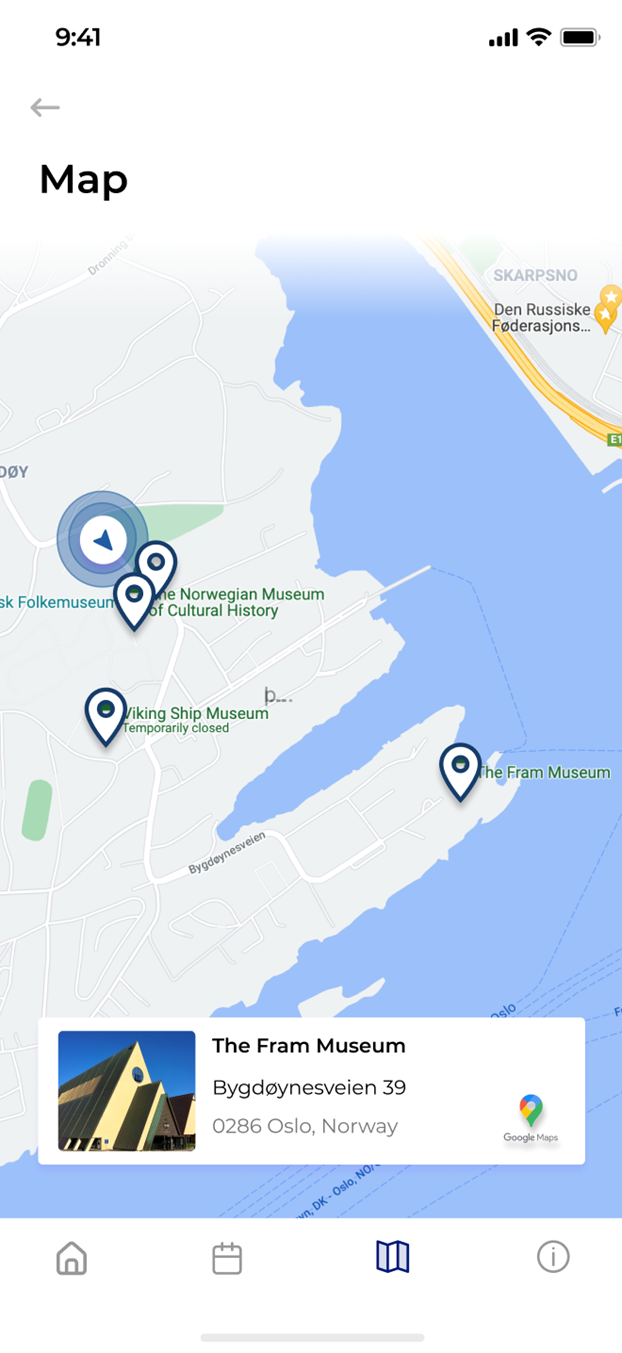 9:41
Map
Dronning
SKARPSNO
Den Russiske
Føderasjons...
E1
DØY
sk Folkemuseum
he Norwegian Museum
of Cultural History
p...
Viking Ship Museum
Temporarily closed
The Fram Museum
Bygdøynesveien
Oslo
The Fram Museum
Bygdøynesveien 39
0286 Oslo, Norway
Google Maps
vn, DK - Oslo, NO/